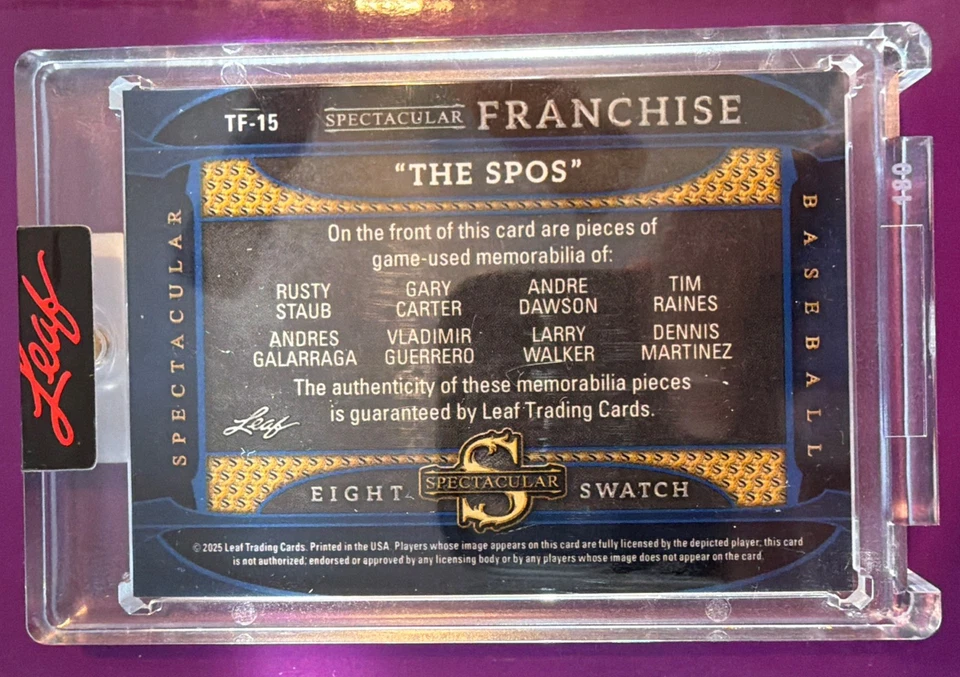 TF-15 SPECTACULAR FRANCHISE
"THE SPOS"
On the front of this card are pieces of
game-used memorabilia of:
RUSTY STAUB
GARY CARTER
ANDRE DAWSON
TIM RAINES
ANDRES GALARRAGA
VLADIMIR GUERRERO
LARRY WALKER
DENNIS MARTINEZ
The authenticity of these memorabilia pieces
is guaranteed by Leaf Trading Cards.
Leaf
EIGHT SPECTACULAR SWATCH
© 2025 Leaf Trading Cards. Printed in the USA. Players whose image appears on this card are fully licensed by the depicted player; this card
is not authorized, endorsed or approved by any licensing body or by any players whose image does not appear on the card.
SPECTACULAR
BASEBALL
Leaf